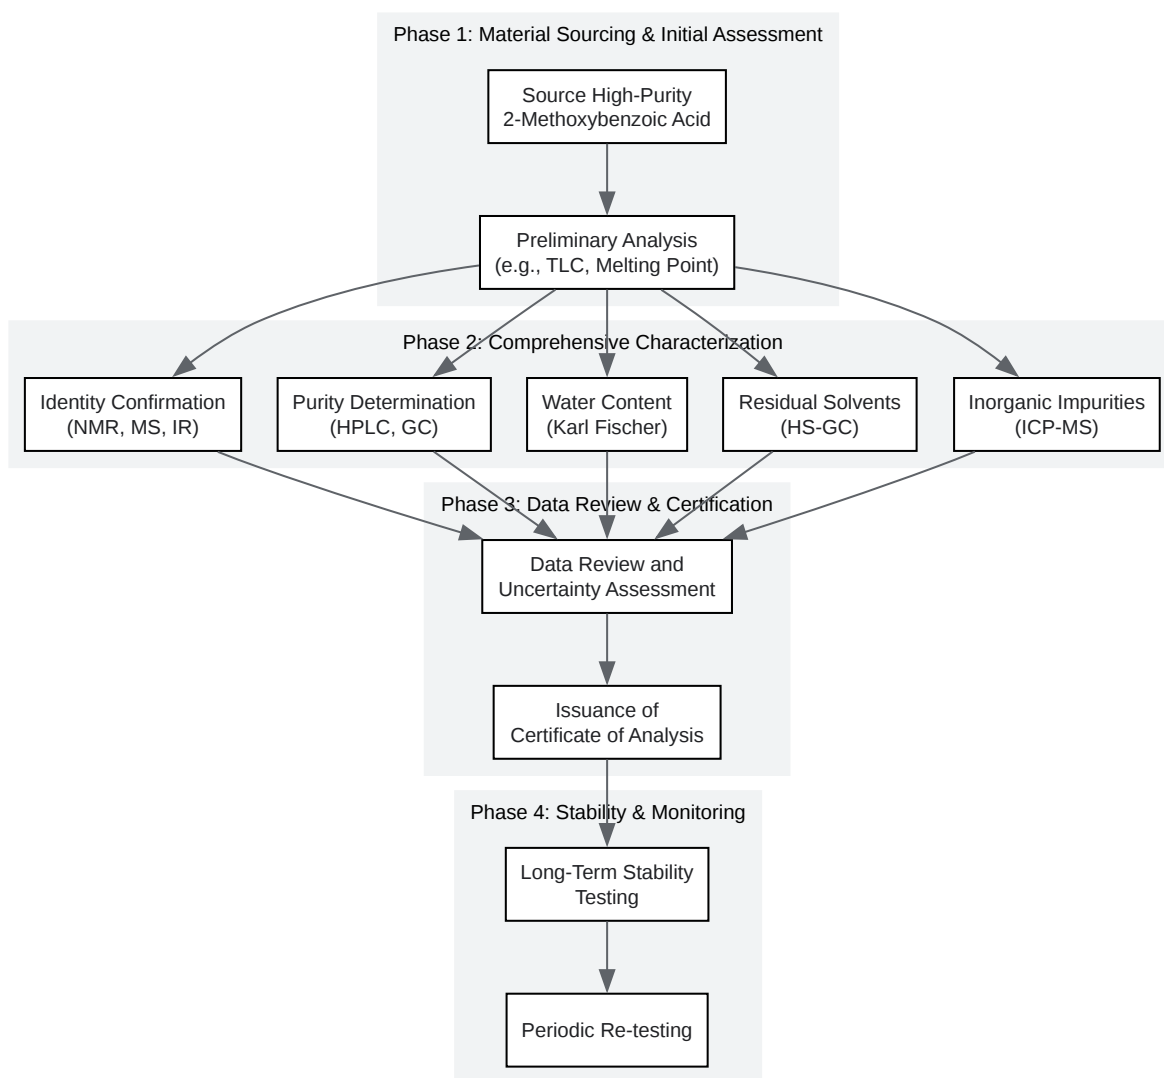 Phase 1: Material Sourcing & Initial Assessment
Source High-Purity
2-Methoxybenzoic Acid
Preliminary Analysis
(e.g., TLC, Melting Point)
Phase 2: Comprehensive Characterization
Identity Confirmation
(NMR, MS, IR)
Purity Determination
(HPLC, GC)
Water Content
(Karl Fischer)
Residual Solvents
(HS-GC)
Inorganic Impurities
(ICP-MS)
Phase 3: Data Review & Certification
Data Review and
Uncertainty Assessment
Issuance of
Certificate of Analysis
Phase 4: Stability & Monitoring
Long-Term Stability
Testing
Periodic Re-testing